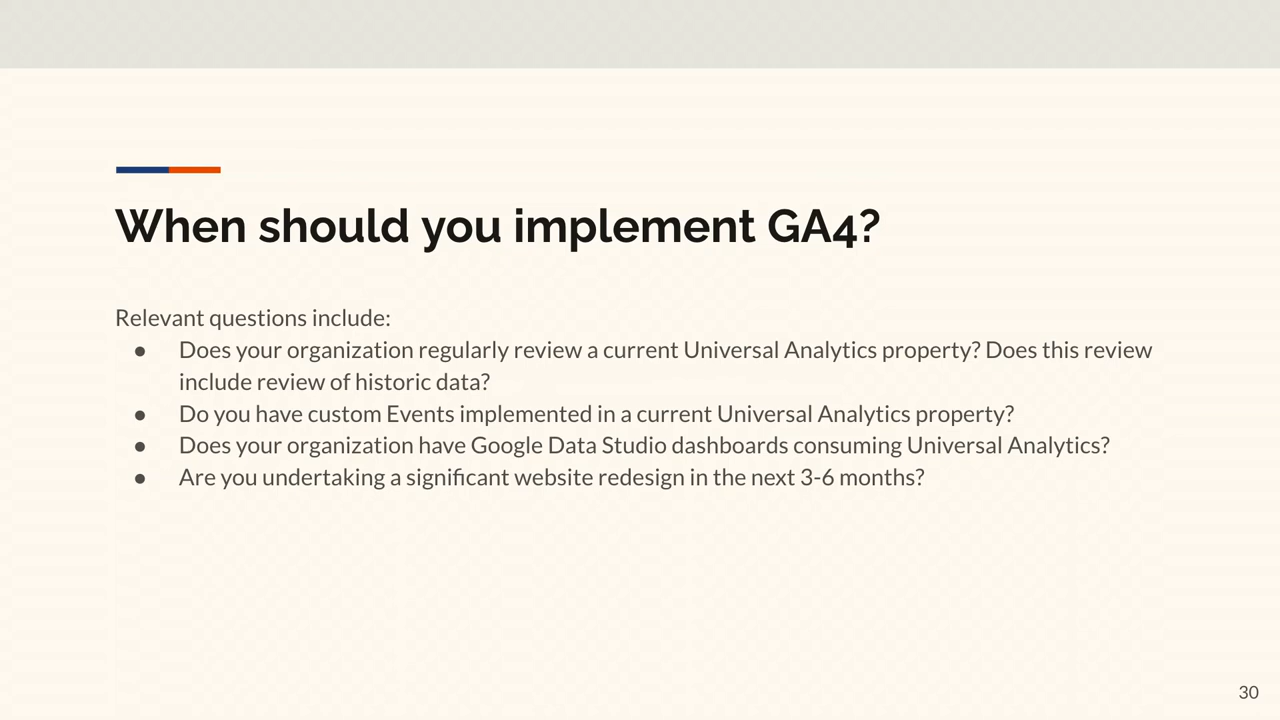 When should you implement GA4?
Relevant questions include:
● Does your organization regularly review a current Universal Analytics property? Does this review
include review of historic data?
● Do you have custom Events implemented in a current Universal Analytics property?
● Does your organization have Google Data Studio dashboards consuming Universal Analytics?
● Are you undertaking a significant website redesign in the next 3-6 months?
30